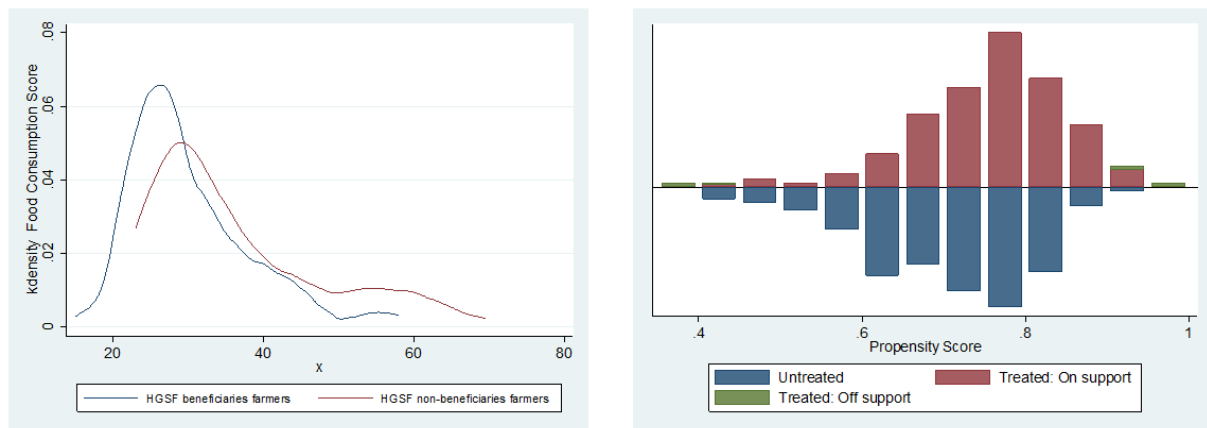 kdensity Food Consumption Score
.08
.06
.04
.02
0
20 40 60 80
x
HGSF beneficiaries farmers HGSF non-beneficiaries farmers
.4 .6 .8 1
Propensity Score
Untreated Treated: On support
Treated: Off support